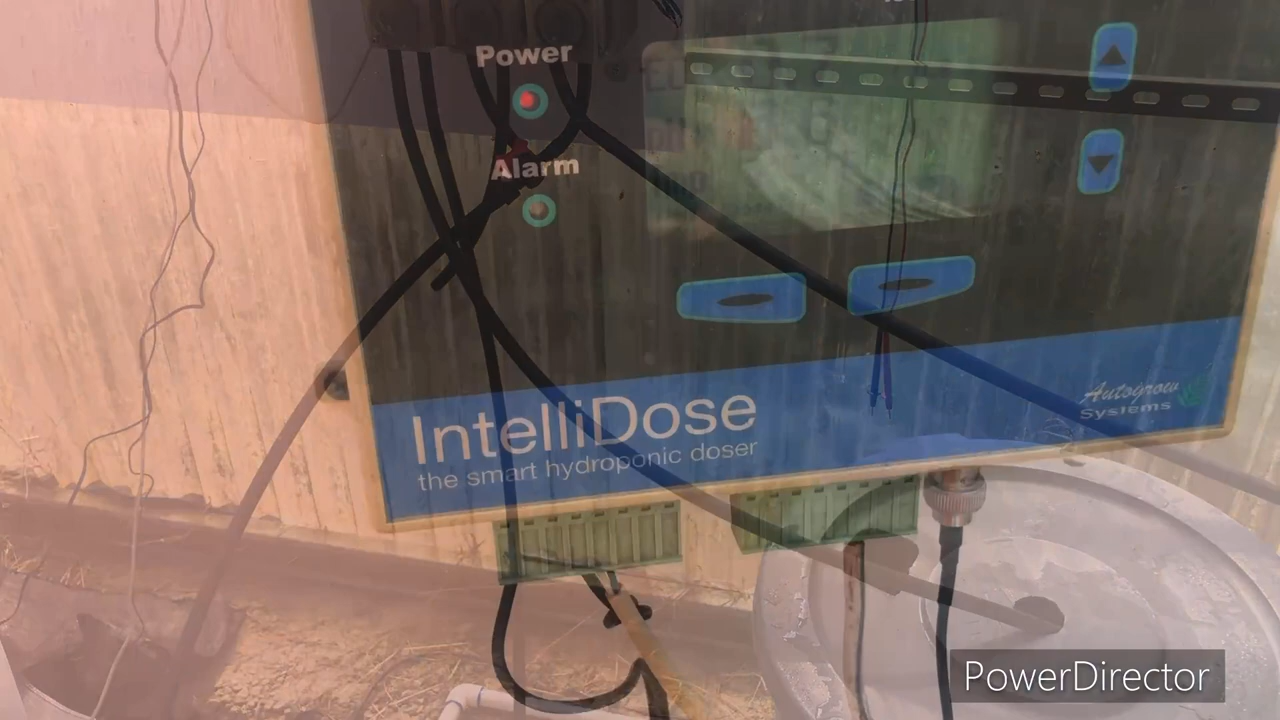 Power
Alarm
IntelliDose
the smart hydroponic doser
Autogrow
Systems
PowerDirector